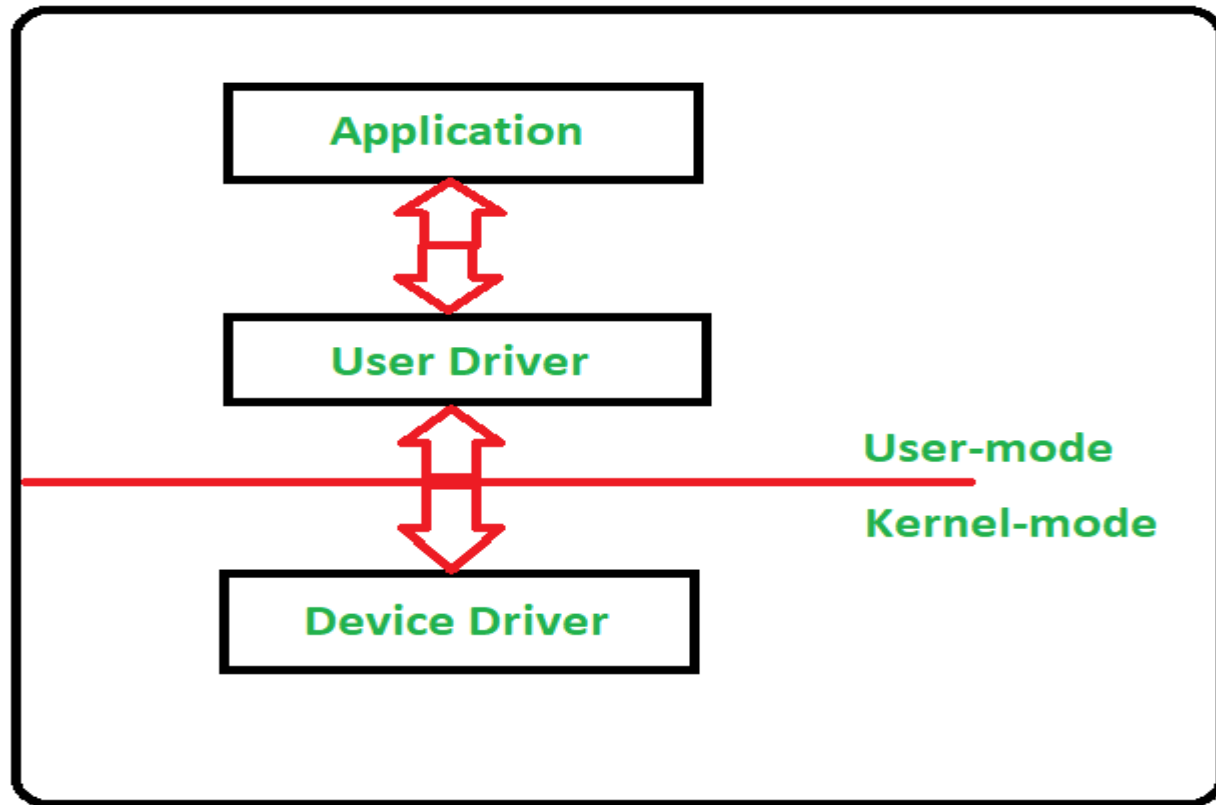 Application
User Driver
User-mode
Kernel-mode
Device Driver